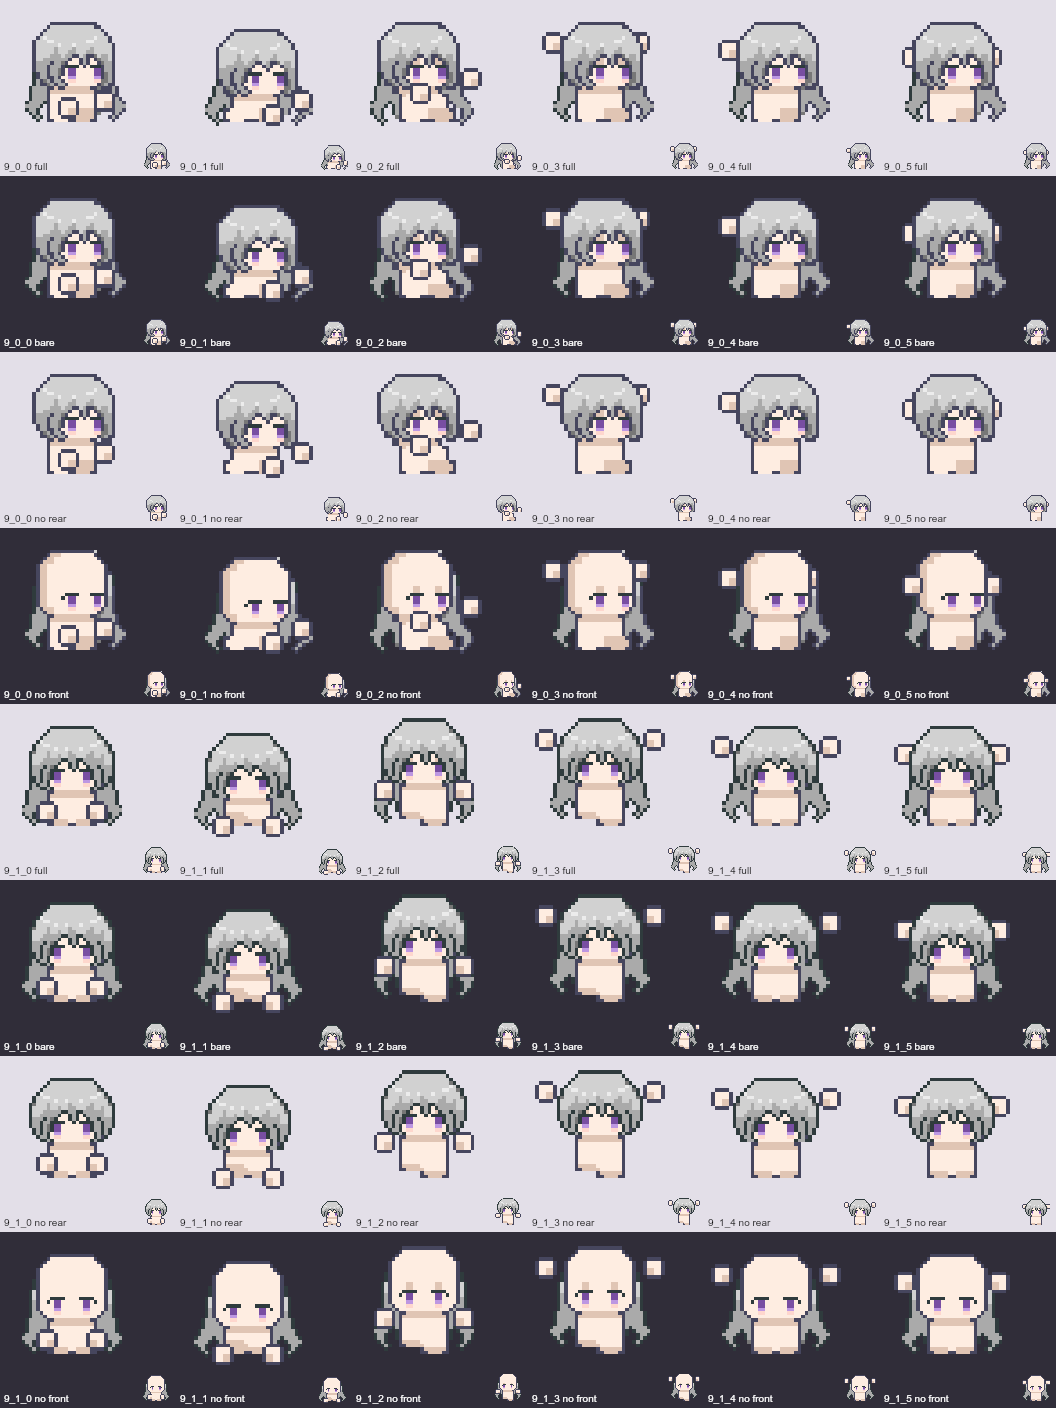 9_0_0 full
9_0_1 full
9_0_2 full
9_0_3 full
9_0_4 full
9_0_5 full
9_0_0 bare
9_0_1 bare
9_0_2 bare
9_0_3 bare
9_0_4 bare
9_0_5 bare
9_0_0 no rear
9_0_1 no rear
9_0_2 no rear
9_0_3 no rear
9_0_4 no rear
9_0_5 no rear
9_0_0 no front
9_0_1 no front
9_0_2 no front
9_0_3 no front
9_0_4 no front
9_0_5 no front
9_1_0 full
9_1_1 full
9_1_2 full
9_1_3 full
9_1_4 full
9_1_5 full
9_1_0 bare
9_1_1 bare
9_1_2 bare
9_1_3 bare
9_1_4 bare
9_1_5 bare
9_1_0 no rear
9_1_1 no rear
9_1_2 no rear
9_1_3 no rear
9_1_4 no rear
9_1_5 no rear
9_1_0 no front
9_1_1 no front
9_1_2 no front
9_1_3 no front
9_1_4 no front
9_1_5 no front